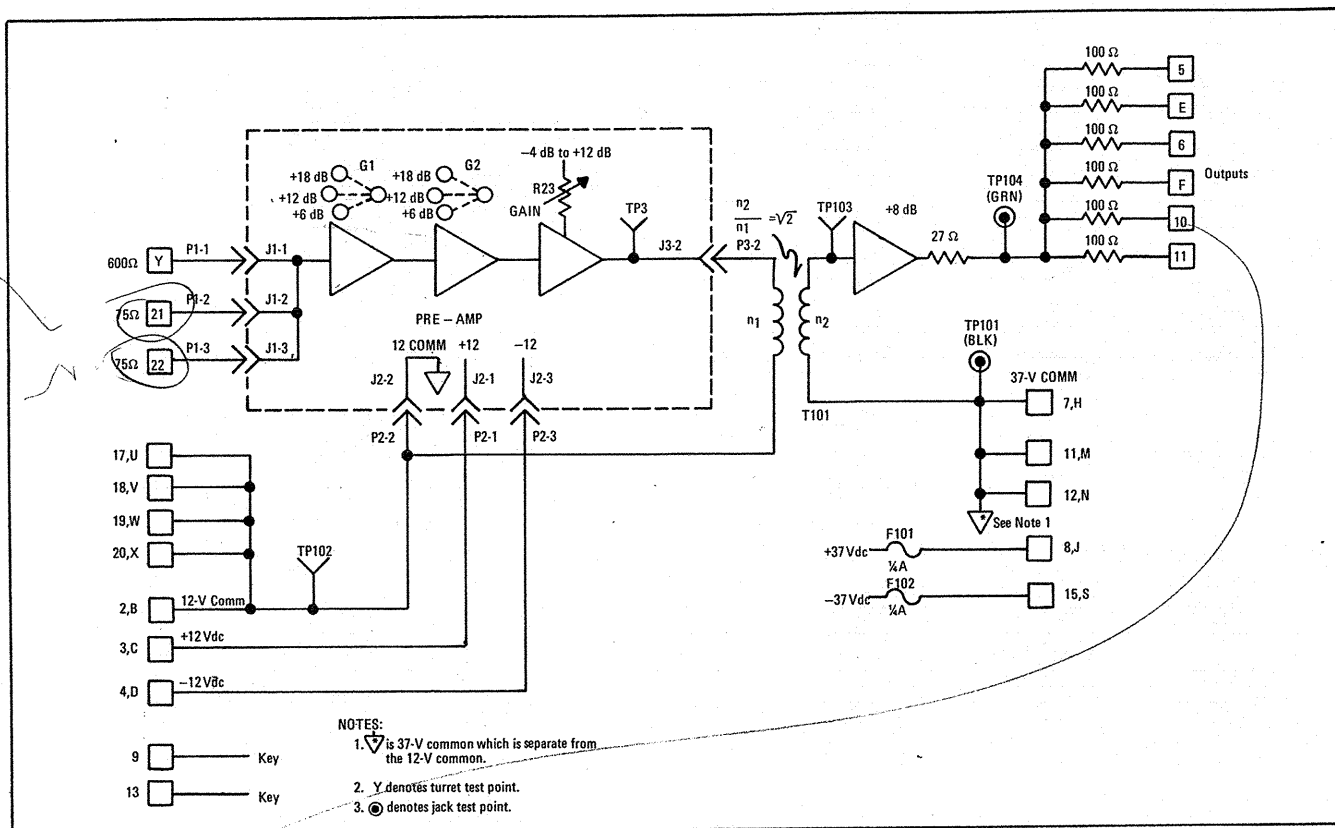 100 Ω
5
100 Ω
E
100 Ω
6
100 Ω
F
Outputs
100 Ω
10
100 Ω
11
−4 dB to +12 dB
G1
+18 dB
+12 dB
+6 dB
G2
+18 dB
+12 dB
+6 dB
R23
GAIN
TP3
J3-2
P3-2
n2
n1
=√2
TP103
+8 dB
27 Ω
TP104
(GRN)
600Ω
Y
P1-1
J1-1
75Ω
21
P1-2
J1-2
75Ω
22
P1-3
J1-3
PRE – AMP
12 COMM
+12
−12
J2-2
J2-1
J2-3
P2-2
P2-1
P2-3
n1
n2
T101
TP101
(BLK)
37-V COMM
7,H
11,M
12,N
* See Note 1
+37 Vdc
F101
¼A
8,J
−37 Vdc
F102
¼A
15,S
17,U
18,V
19,W
20,X
TP102
2,B
12-V Comm
3,C
+12 Vdc
4,D
−12 Vdc
9
Key
13
Key
NOTES:
1. * is 37-V common which is separate from
the 12-V common.
2. Y denotes turret test point.
3. denotes jack test point.